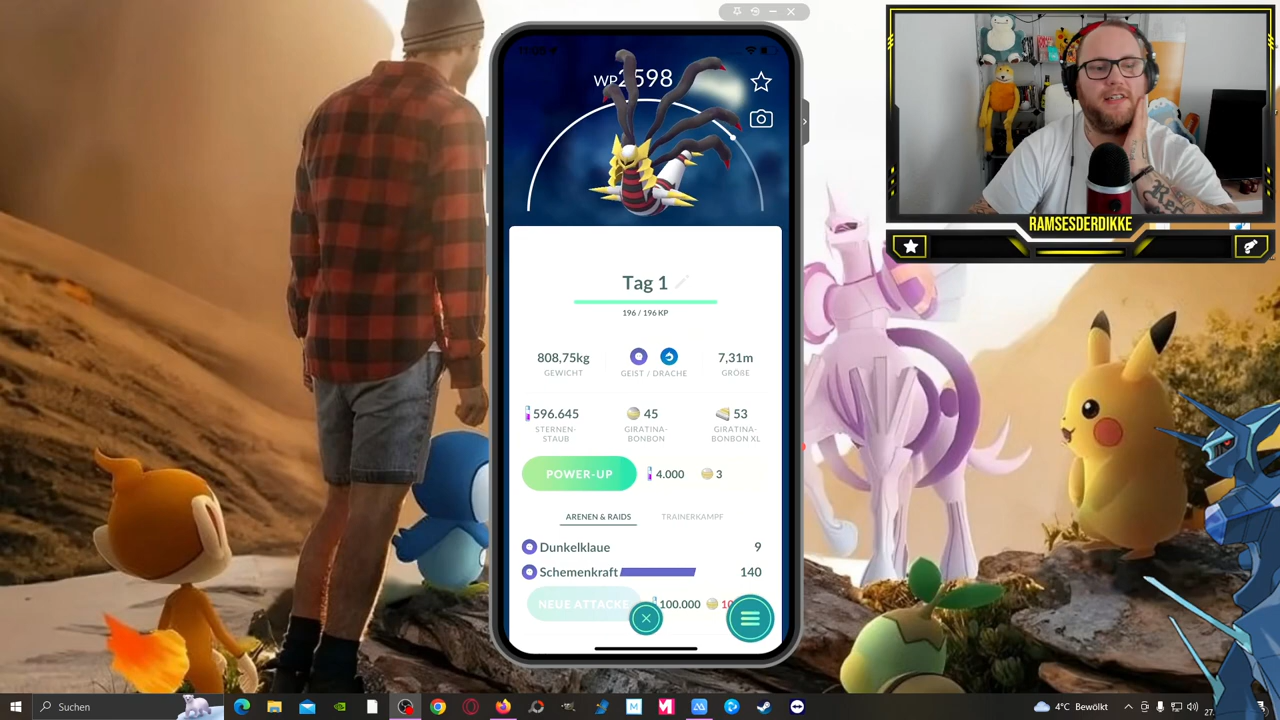 WP2598
Tag 1
196 / 196 KP
808,75kg
GEWICHT
GEIST / DRACHE
7,31m
GRÖßE
596.645
STERNEN-
STAUB
45
GIRATINA-
BONBON
53
GIRATINA-
BONBON XL
POWER-UP
4.000
3
ARENEN & RAIDS
TRAINERKAMPF
Dunkelklaue 9
Schemenkraft 140
NEUE ATTACKE
100.000
RAMSESDERDIKKE
Suchen
4°C Bewölkt
27.